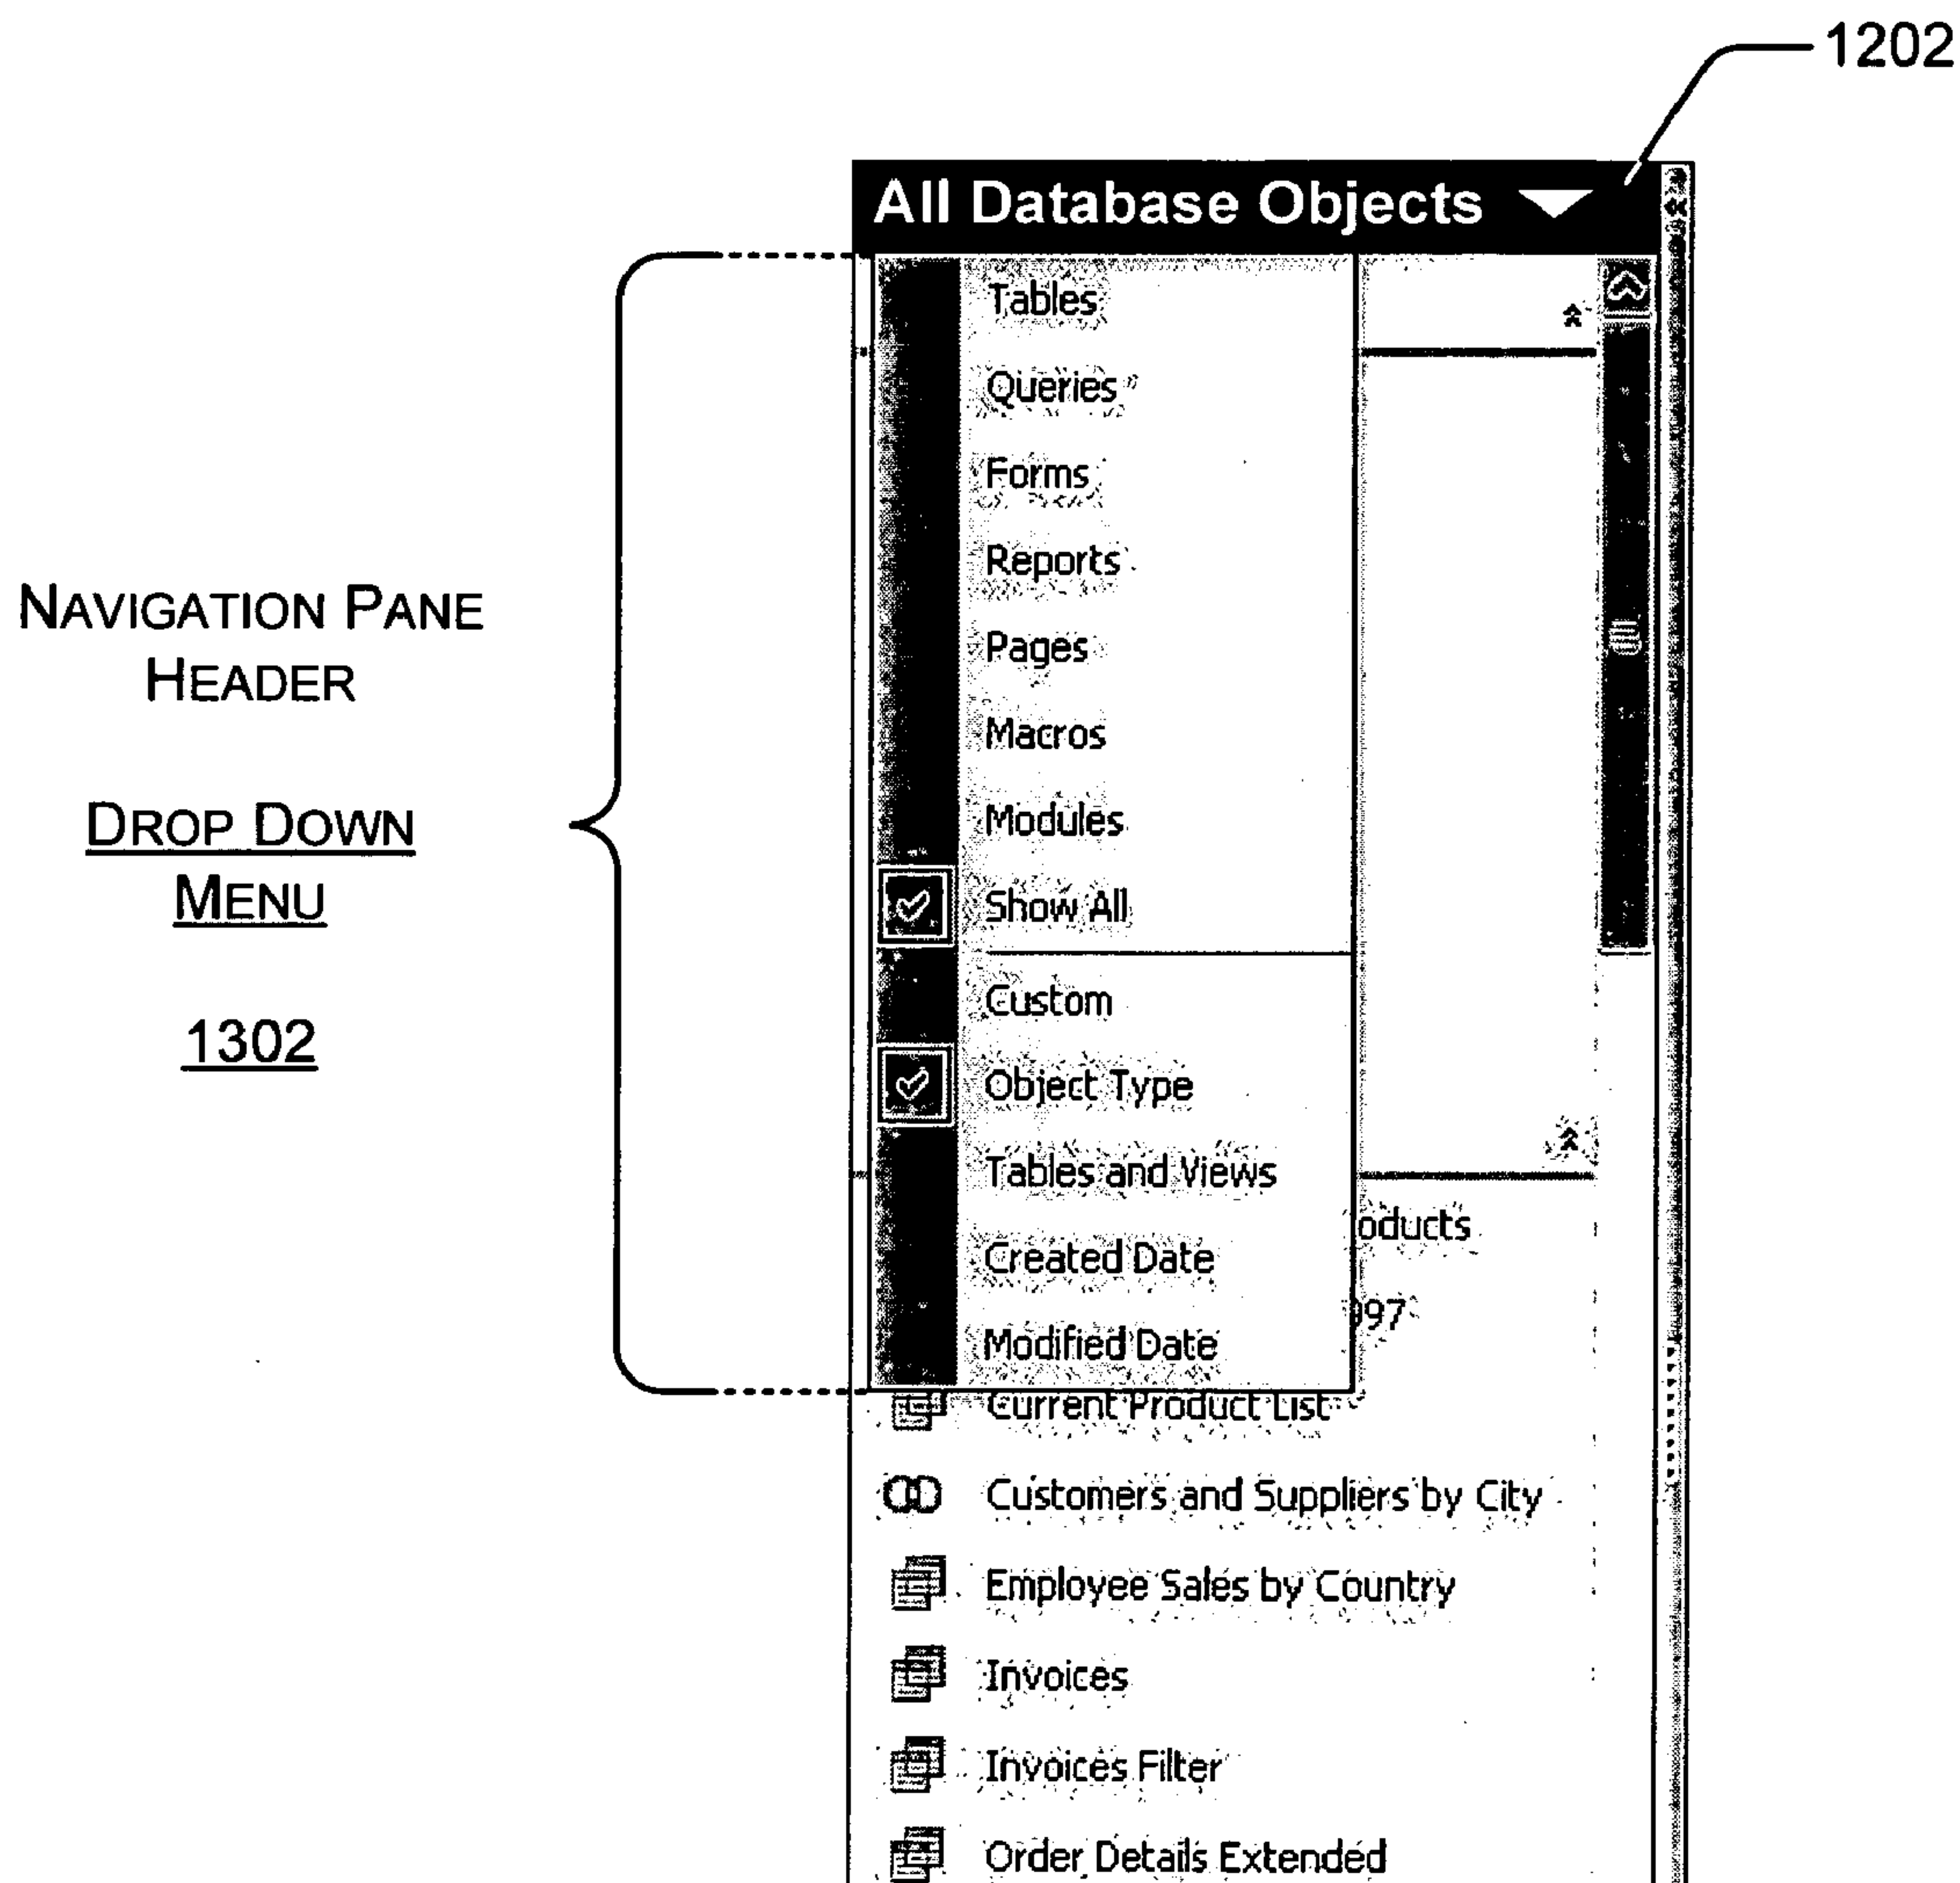 1202
All Database Objects
Tables
Queries
Forms
Reports
Pages
Macros
Modules
Show All
Custom
Object Type
Tables and Views
Created Date
Modified Date
NAVIGATION PANE
HEADER
DROP DOWN
MENU
1302
oducts
997
Current Product List
Customers and Suppliers by City
Employee Sales by Country
Invoices
Invoices Filter
Order Details Extended